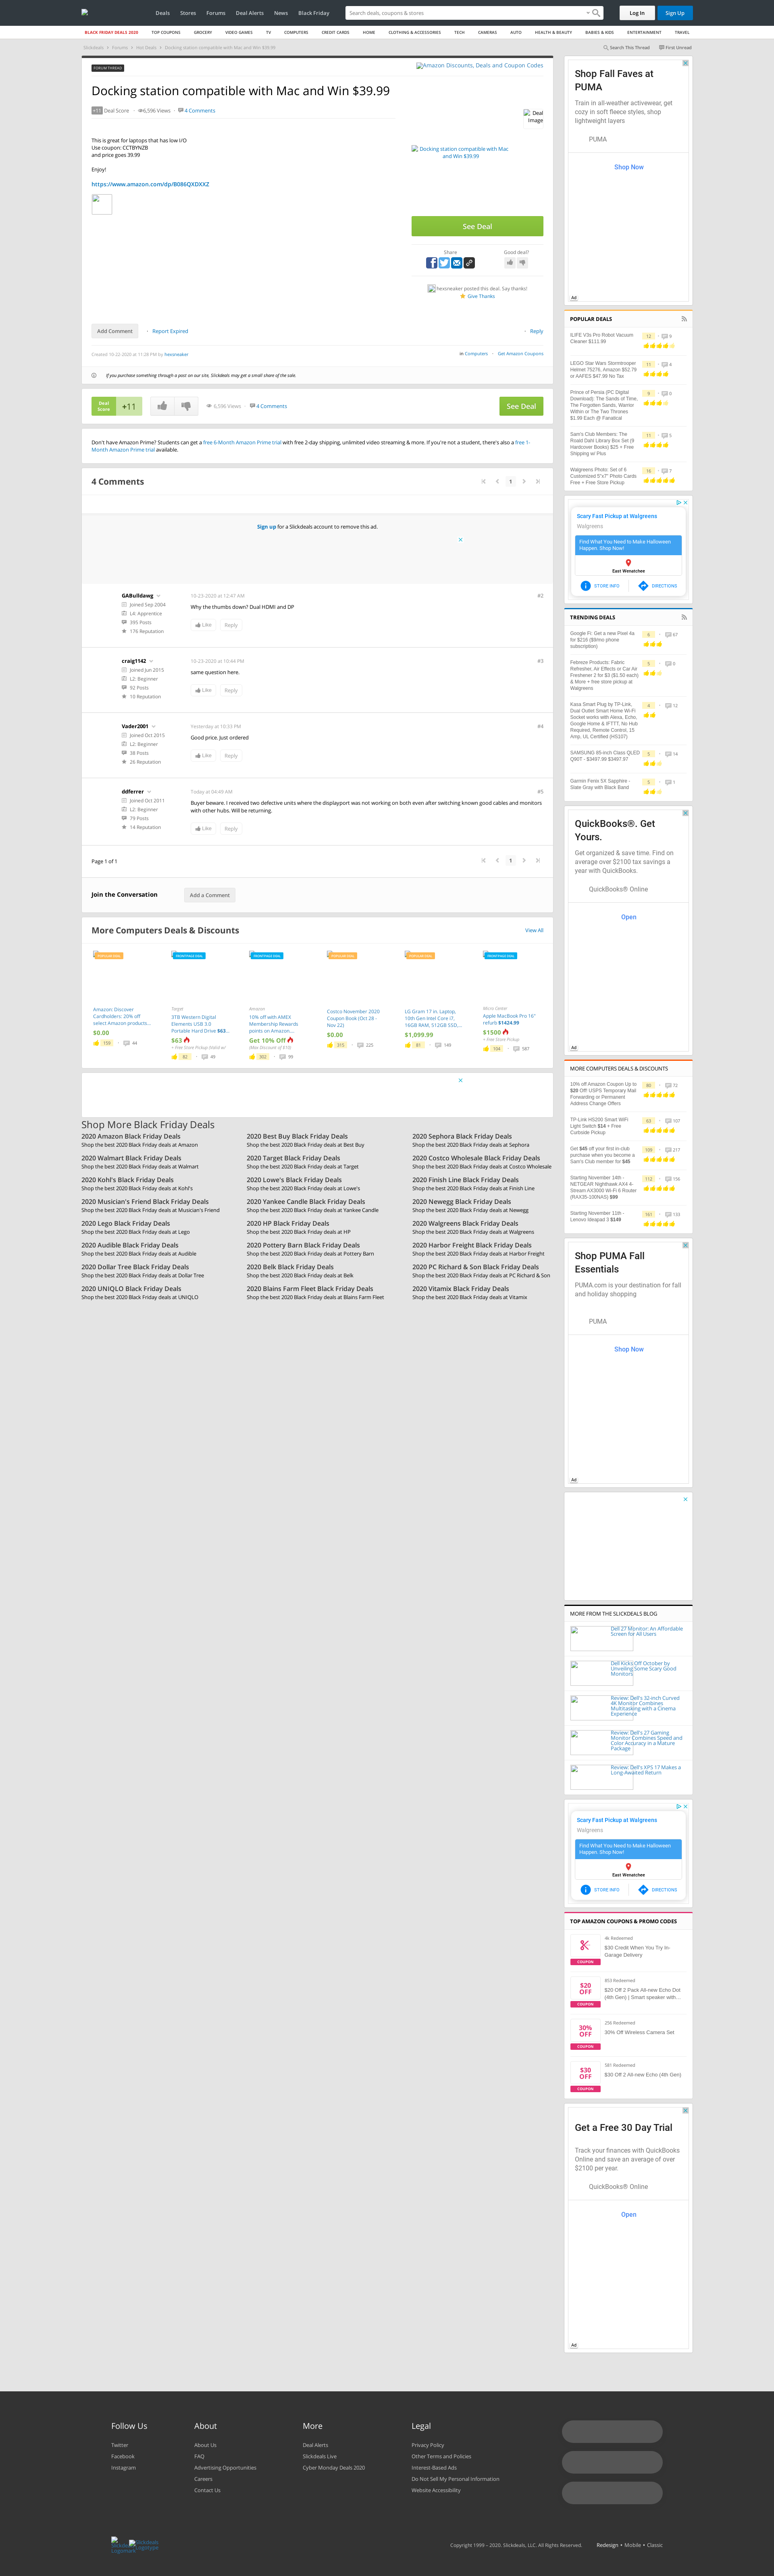 Deals Stores Forums Deal Alerts News Black Friday
Search deals, coupons & stores
Log In Sign Up
BLACK FRIDAY DEALS 2020 TOP COUPONS GROCERY VIDEO GAMES TV COMPUTERS CREDIT CARDS HOME CLOTHING & ACCESSORIES TECH CAMERAS AUTO HEALTH & BEAUTY BABIES & KIDS ENTERTAINMENT TRAVEL
Slickdeals > Forums > Hot Deals > Docking station compatible with Mac and Win $39.99
Search This Thread First Unread
FORUM THREAD
Amazon Discounts, Deals and Coupon Codes
Docking station compatible with Mac and Win $39.99
+11 Deal Score 6,596 Views 4 Comments
Deal Image
This is great for laptops that has low I/O
Use coupon: CCTBYNZB
and price goes 39.99
Enjoy!
https://www.amazon.com/dp/B086QXDXXZ
Docking station compatible with Mac and Win $39.99
See Deal
Share Good deal?
hexsneaker posted this deal. Say thanks!
Give Thanks
Add Comment Report Expired Reply
Created 10-22-2020 at 11:28 PM by hexsneaker
Computers Get Amazon Coupons
If you purchase something through a post on our site, Slickdeals may get a small share of the sale.
Deal Score +11
6,596 Views 4 Comments
See Deal
Don't have Amazon Prime? Students can get a free 6-Month Amazon Prime trial with free 2-day shipping, unlimited video streaming & more. If you're not a student, there's also a free 1-
Month Amazon Prime trial available.
4 Comments
1
Sign up for a Slickdeals account to remove this ad.
GABulldawg
Joined Sep 2004
L4: Apprentice
395 Posts
176 Reputation
10-23-2020 at 12:47 AM #2
Why the thumbs down? Dual HDMI and DP
Like Reply
craig1142
Joined Jun 2015
L2: Beginner
92 Posts
10 Reputation
10-23-2020 at 10:44 PM #3
same question here.
Like Reply
Vader2001
Joined Oct 2015
L2: Beginner
38 Posts
26 Reputation
Yesterday at 10:33 PM #4
Good price. Just ordered
Like Reply
ddferrer
Joined Oct 2011
L2: Beginner
79 Posts
14 Reputation
Today at 04:49 AM #5
Buyer beware. I received two defective units where the displayport was not working on both even after switching known good cables and monitors
with other hubs. Will be returning.
Like Reply
Page 1 of 1
1
Join the Conversation Add a Comment
More Computers Deals & Discounts
View All
POPULAR DEAL
Amazon: Discover
Cardholders: 20% off
select Amazon products...
$0.00
159 44
FRONTPAGE DEAL
Target
3TB Western Digital
Elements USB 3.0
Portable Hard Drive $63...
$63
+ Free Store Pickup &/or w/
82 49
FRONTPAGE DEAL
Amazon
10% off with AMEX
Membership Rewards
points on Amazon...
Get 10% Off
(Max Discount of $10)
302 99
POPULAR DEAL
Costco November 2020
Coupon Book (Oct 28 -
Nov 22)
$0.00
313 225
POPULAR DEAL
LG Gram 17 in. Laptop,
10th Gen Intel Core i7,
16GB RAM, 512GB SSD,...
$1,099.99
81 149
FRONTPAGE DEAL
Micro Center
Apple MacBook Pro 16"
refurb $1424.99
$1500
+ Free Store Pickup
104 587
Shop More Black Friday Deals
2020 Amazon Black Friday Deals
Shop the best 2020 Black Friday deals at Amazon
2020 Best Buy Black Friday Deals
Shop the best 2020 Black Friday deals at Best Buy
2020 Sephora Black Friday Deals
Shop the best 2020 Black Friday deals at Sephora
2020 Walmart Black Friday Deals
Shop the best 2020 Black Friday deals at Walmart
2020 Target Black Friday Deals
Shop the best 2020 Black Friday deals at Target
2020 Costco Wholesale Black Friday Deals
Shop the best 2020 Black Friday deals at Costco Wholesale
2020 Kohl's Black Friday Deals
Shop the best 2020 Black Friday deals at Kohl's
2020 Lowe's Black Friday Deals
Shop the best 2020 Black Friday deals at Lowe's
2020 Finish Line Black Friday Deals
Shop the best 2020 Black Friday deals at Finish Line
2020 Musician's Friend Black Friday Deals
Shop the best 2020 Black Friday deals at Musician's Friend
2020 Yankee Candle Black Friday Deals
Shop the best 2020 Black Friday deals at Yankee Candle
2020 Newegg Black Friday Deals
Shop the best 2020 Black Friday deals at Newegg
2020 Lego Black Friday Deals
Shop the best 2020 Black Friday deals at Lego
2020 HP Black Friday Deals
Shop the best 2020 Black Friday deals at HP
2020 Walgreens Black Friday Deals
Shop the best 2020 Black Friday deals at Walgreens
2020 Audible Black Friday Deals
Shop the best 2020 Black Friday deals at Audible
2020 Pottery Barn Black Friday Deals
Shop the best 2020 Black Friday deals at Pottery Barn
2020 Harbor Freight Black Friday Deals
Shop the best 2020 Black Friday deals at Harbor Freight
2020 Dollar Tree Black Friday Deals
Shop the best 2020 Black Friday deals at Dollar Tree
2020 Belk Black Friday Deals
Shop the best 2020 Black Friday deals at Belk
2020 PC Richard & Son Black Friday Deals
Shop the best 2020 Black Friday deals at PC Richard & Son
2020 UNIQLO Black Friday Deals
Shop the best 2020 Black Friday deals at UNIQLO
2020 Blains Farm Fleet Black Friday Deals
Shop the best 2020 Black Friday deals at Blains Farm Fleet
2020 Vitamix Black Friday Deals
Shop the best 2020 Black Friday deals at Vitamix
Shop Fall Faves at
PUMA
Train in all-weather activewear, get
cozy in soft fleece styles, shop
lightweight layers
PUMA
Shop Now
Ad
POPULAR DEALS
ILIFE V3s Pro Robot Vacuum
Cleaner $111.99
12 9
LEGO Star Wars Stormtrooper
Helmet 75276, Amazon $52.79
or AAFES $47.99 No Tax
11 4
Prince of Persia (PC Digital
Download): The Sands of Time,
The Forgotten Sands, Warrior
Within or The Two Thrones
$1.99 Each @ Fanatical
9 8
Sam's Club Members: The
Roald Dahl Library Box Set (9
Hardcover Books) $25 + Free
Shipping w/ Plus
11 5
Walgreens Photo: Set of 6
Customized 5"x7" Photo Cards
Free + Free Store Pickup
16 7
Scary Fast Pickup at Walgreens
Walgreens
Find What You Need to Make Halloween
Happen. Shop Now!
East Wenatchee
STORE INFO DIRECTIONS
TRENDING DEALS
Google Fi: Get a new Pixel 4a
for $216 ($9/mo phone
subscription)
6 67
Febreze Products: Fabric
Refresher, Air Effects or Car Air
Freshener 2 for $3 ($1.50 each)
& More + free store pickup at
Walgreens
5 0
Kasa Smart Plug by TP-Link,
Dual Outlet Smart Home Wi-Fi
Socket works with Alexa, Echo,
Google Home & IFTTT, No Hub
Required, Remote Control, 15
Amp, UL Certified (HS107)
4 12
SAMSUNG 85-inch Class QLED
Q90T - $3497.99 $3497.97
5 14
Garmin Fenix 5X Sapphire -
Slate Gray with Black Band
5 1
QuickBooks®. Get
Yours.
Get organized & save time. Find on
average over $2100 tax savings a
year with QuickBooks.
QuickBooks® Online
Open
Ad
MORE COMPUTERS DEALS & DISCOUNTS
10% off Amazon Coupon Up to
$20 Off! USPS Temporary Mail
Forwarding or Permanent
Address Change Offers
80 72
TP-Link HS200 Smart WiFi
Light Switch $14 + Free
Curbside Pickup
63 107
Get $45 off your first in-club
purchase when you become a
Sam's Club member for $45
109 217
Starting November 14th -
NETGEAR Nighthawk AX4 4-
Stream AX3000 Wi-Fi 6 Router
(RAX35-100NAS) $99
112 196
Starting November 11th -
Lenovo Ideapad 3 $149
161 133
Shop PUMA Fall
Essentials
PUMA.com is your destination for fall
and holiday shopping
PUMA
Shop Now
Ad
MORE FROM THE SLICKDEALS BLOG
Dell 27 Monitor: An Affordable
Screen for All Users
Dell Kicks Off October by
Unveiling Some Scary Good
Monitors
Review: Dell's 32-inch Curved
4K Monitor Combines
Multitasking with a Cinema
Experience
Review: Dell's 27 Gaming
Monitor Combines Speed and
Color Accuracy in a Mature
Package
Review: Dell's XPS 17 Makes a
Long-Awaited Return
Scary Fast Pickup at Walgreens
Walgreens
Find What You Need to Make Halloween
Happen. Shop Now!
East Wenatchee
STORE INFO DIRECTIONS
TOP AMAZON COUPONS & PROMO CODES
COUPON
4k Redeemed
$30 Credit When You Try In-
Garage Delivery
$20 OFF
COUPON
853 Redeemed
$20 Off 2 Pack All-new Echo Dot
(4th Gen) | Smart speaker with...
30% OFF
COUPON
256 Redeemed
30% Off Wireless Camera Set
$30 OFF
COUPON
581 Redeemed
$30 Off 2 All-new Echo (4th Gen)
Get a Free 30 Day Trial
Track your finances with QuickBooks
Online and save an average of over
$2100 per year.
QuickBooks® Online
Open
Ad
Follow Us
Twitter
Facebook
Instagram
About
About Us
FAQ
Advertising Opportunities
Careers
Contact Us
More
Deal Alerts
Slickdeals Live
Cyber Monday Deals 2020
Legal
Privacy Policy
Other Terms and Policies
Interest-Based Ads
Do Not Sell My Personal Information
Website Accessibility
Slickdeals Logotype
Copyright 1999 – 2020. Slickdeals, LLC. All Rights Reserved. Redesign • Mobile • Classic